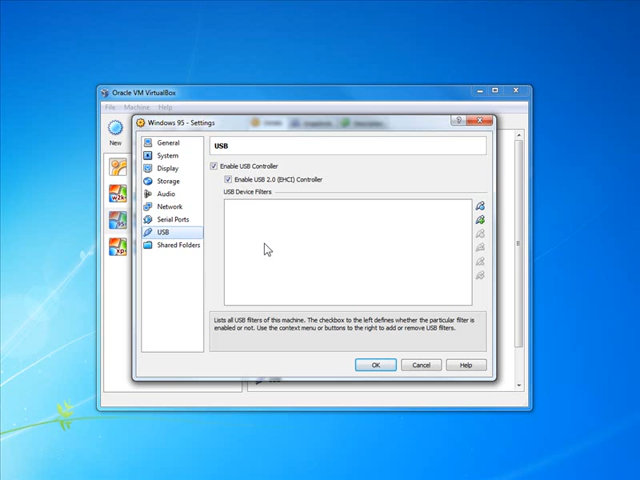 Oracle VM VirtualBox
File Machine Help
Windows 95 - Settings
New
General
System
Display
Storage
Audio
Network
Serial Ports
USB
Shared Folders
USB
Enable USB Controller
Enable USB 2.0 (EHCI) Controller
USB Device Filters
Lists all USB filters of this machine. The checkbox to the left defines whether the particular filter is
enabled or not. Use the context menu or buttons to the right to add or remove USB filters.
OK Cancel Help